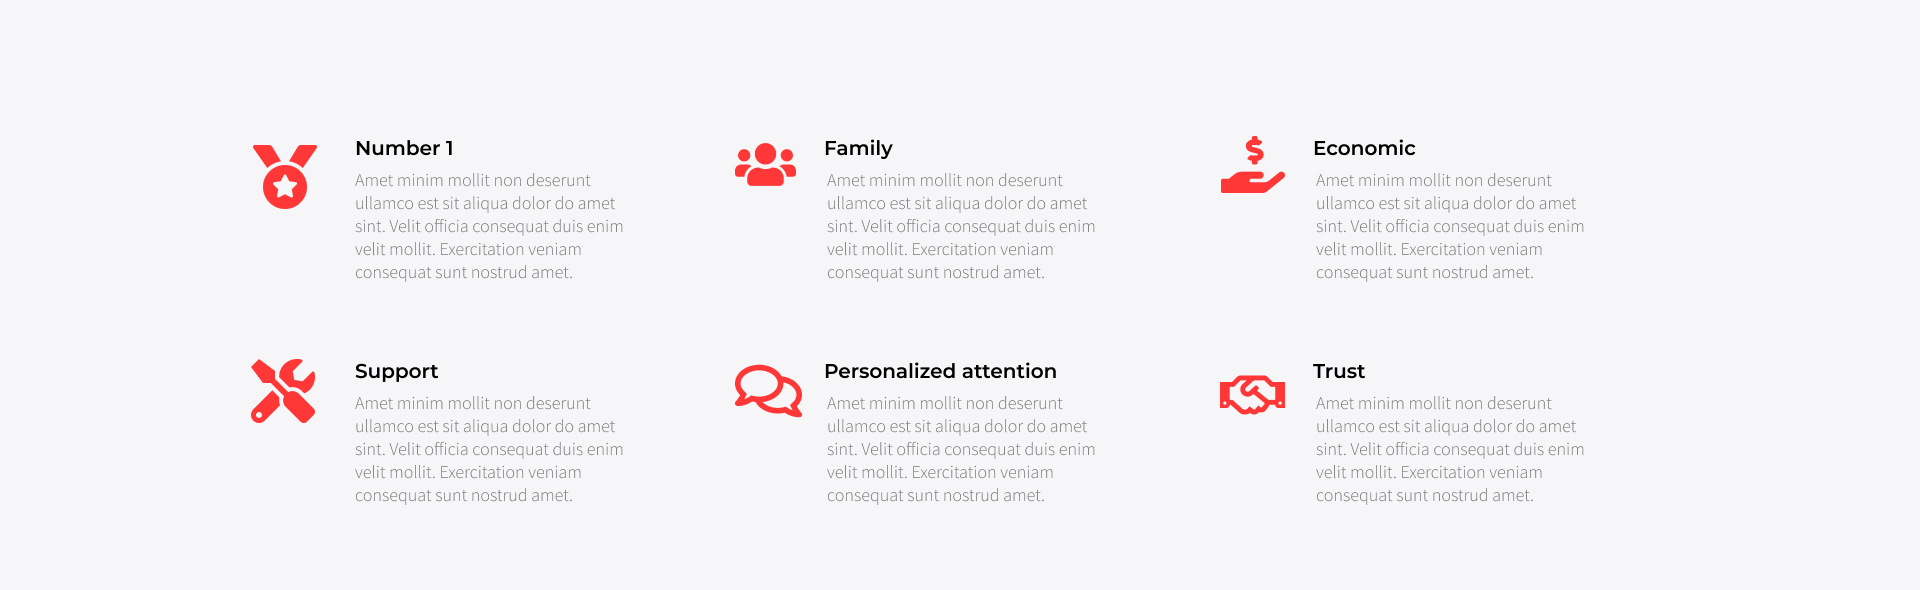 Number 1
Amet minim mollit non deserunt
ullamco est sit aliqua dolor do amet
sint. Velit officia consequat duis enim
velit mollit. Exercitation veniam
consequat sunt nostrud amet.
Family
Amet minim mollit non deserunt
ullamco est sit aliqua dolor do amet
sint. Velit officia consequat duis enim
velit mollit. Exercitation veniam
consequat sunt nostrud amet.
$
Economic
Amet minim mollit non deserunt
ullamco est sit aliqua dolor do amet
sint. Velit officia consequat duis enim
velit mollit. Exercitation veniam
consequat sunt nostrud amet.
Support
Amet minim mollit non deserunt
ullamco est sit aliqua dolor do amet
sint. Velit officia consequat duis enim
velit mollit. Exercitation veniam
consequat sunt nostrud amet.
Personalized attention
Amet minim mollit non deserunt
ullamco est sit aliqua dolor do amet
sint. Velit officia consequat duis enim
velit mollit. Exercitation veniam
consequat sunt nostrud amet.
Trust
Amet minim mollit non deserunt
ullamco est sit aliqua dolor do amet
sint. Velit officia consequat duis enim
velit mollit. Exercitation veniam
consequat sunt nostrud amet.